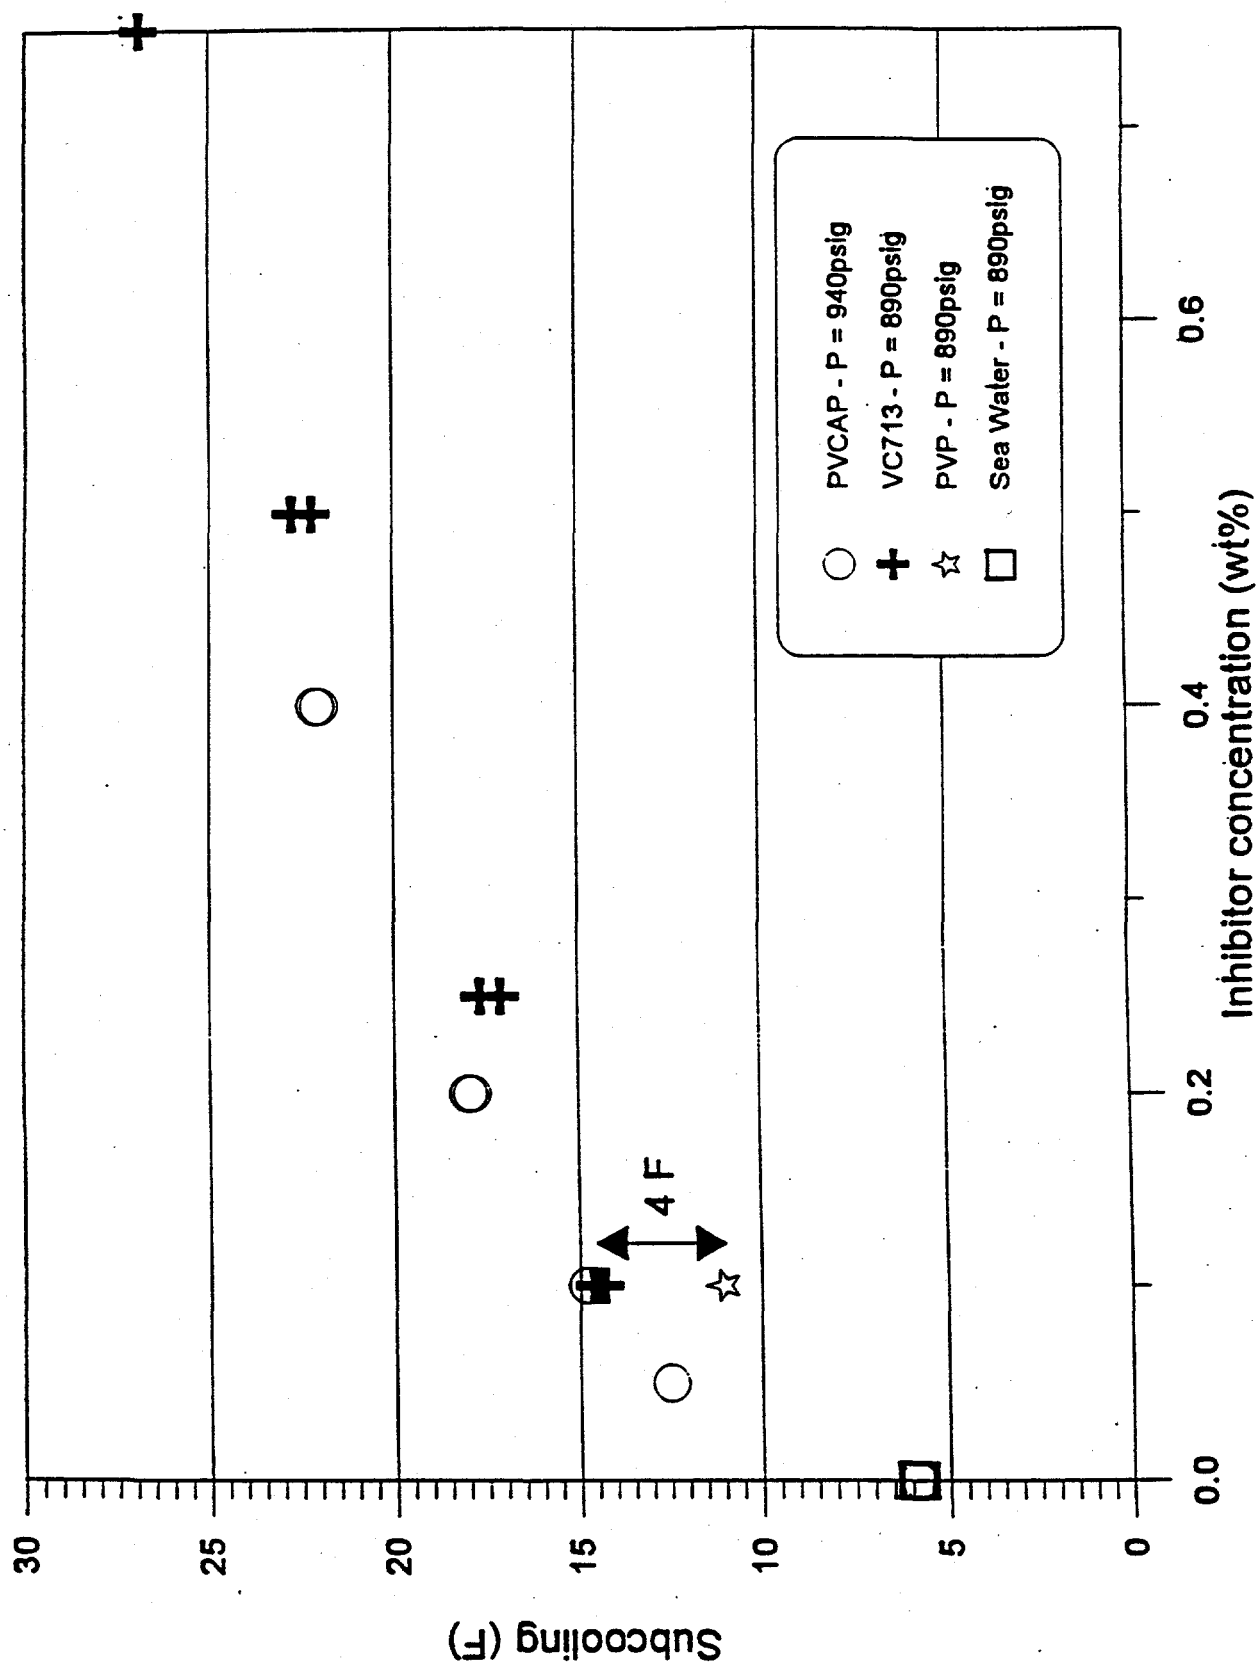 Subcooling (F)
30
25
20
15
10
5
0
4 F
PVCAP - P = 940psig
VC713 - P = 890psig
PVP - P = 890psig
Sea Water - P = 890psig
0.0
0.2
0.4
0.6
Inhibitor concentration (wt%)